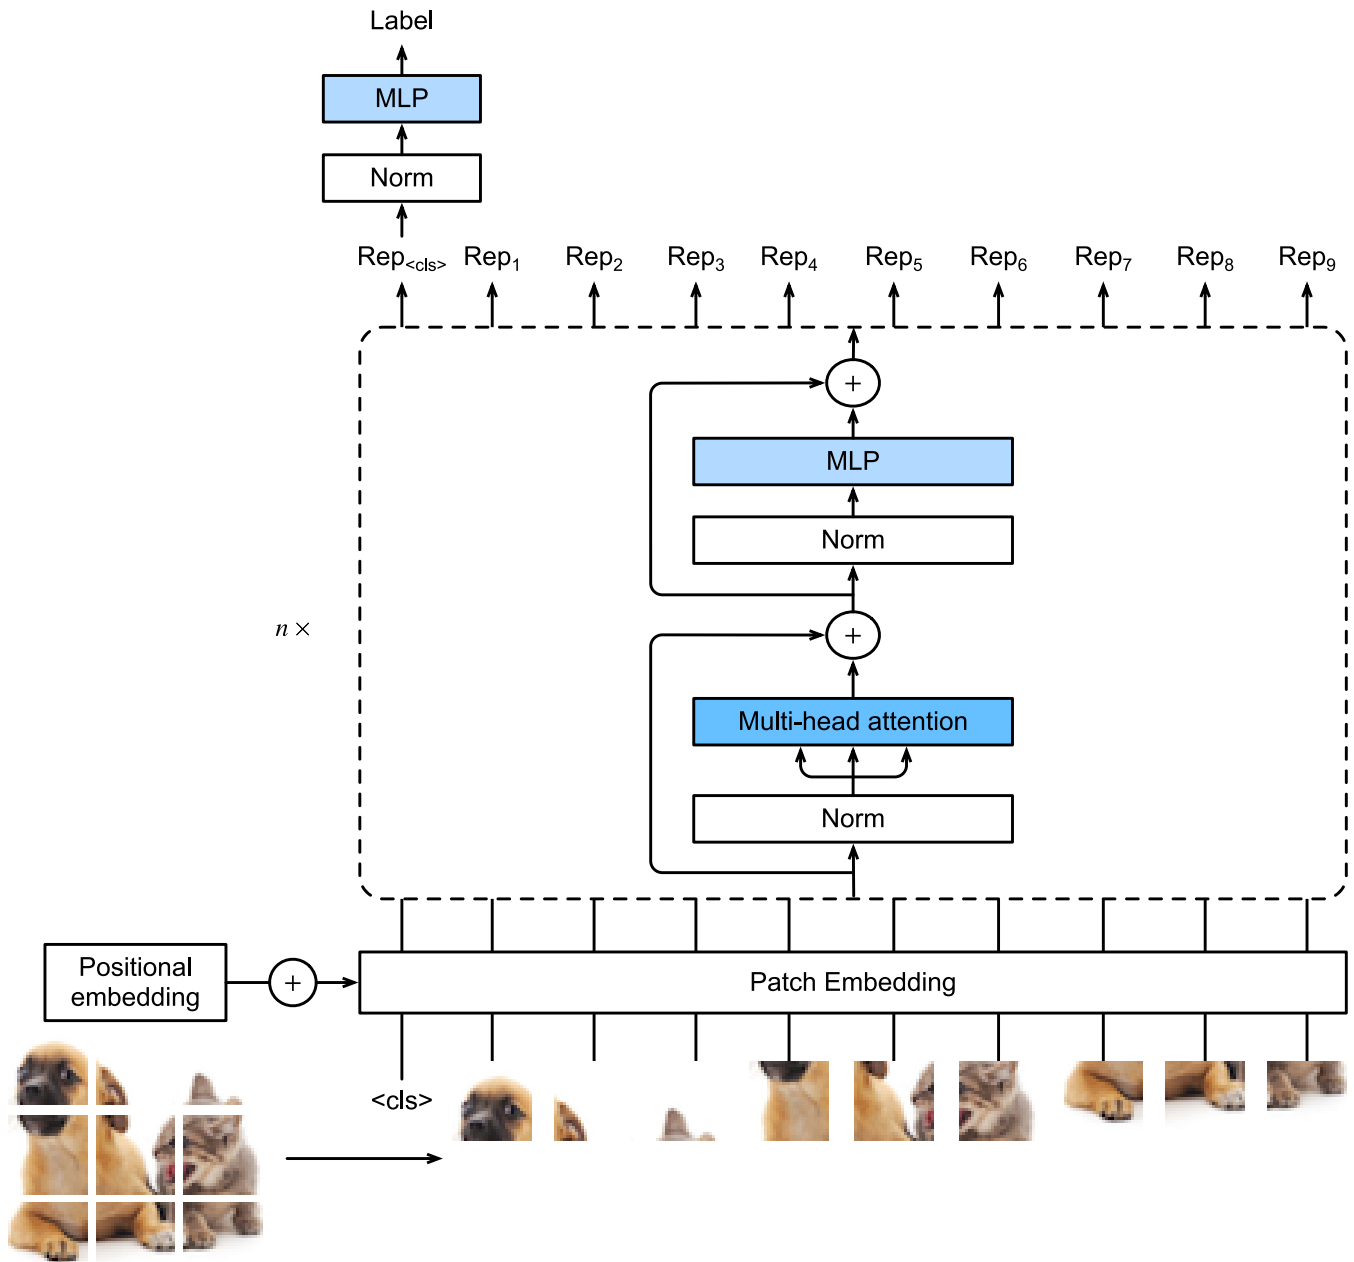 Label
MLP
Norm
Rep<cls> Rep1 Rep2 Rep3 Rep4 Rep5 Rep6 Rep7 Rep8 Rep9
+
MLP
Norm
n ×
+
Multi-head attention
Norm
Positional
embedding
+
Patch Embedding
<cls>